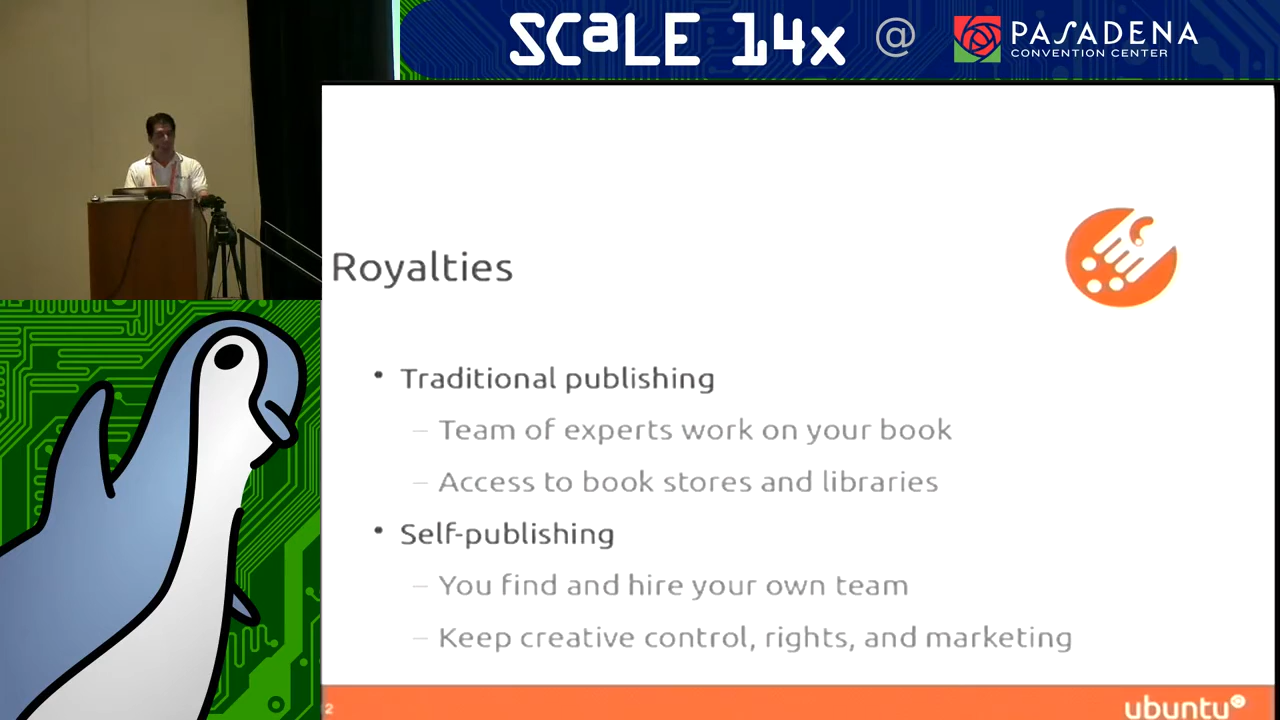 SCaLE 14x @ PASADENA
CONVENTION CENTER
Royalties
• Traditional publishing
– Team of experts work on your book
– Access to book stores and libraries
• Self-publishing
– You find and hire your own team
– Keep creative control, rights, and marketing
2
ubuntu